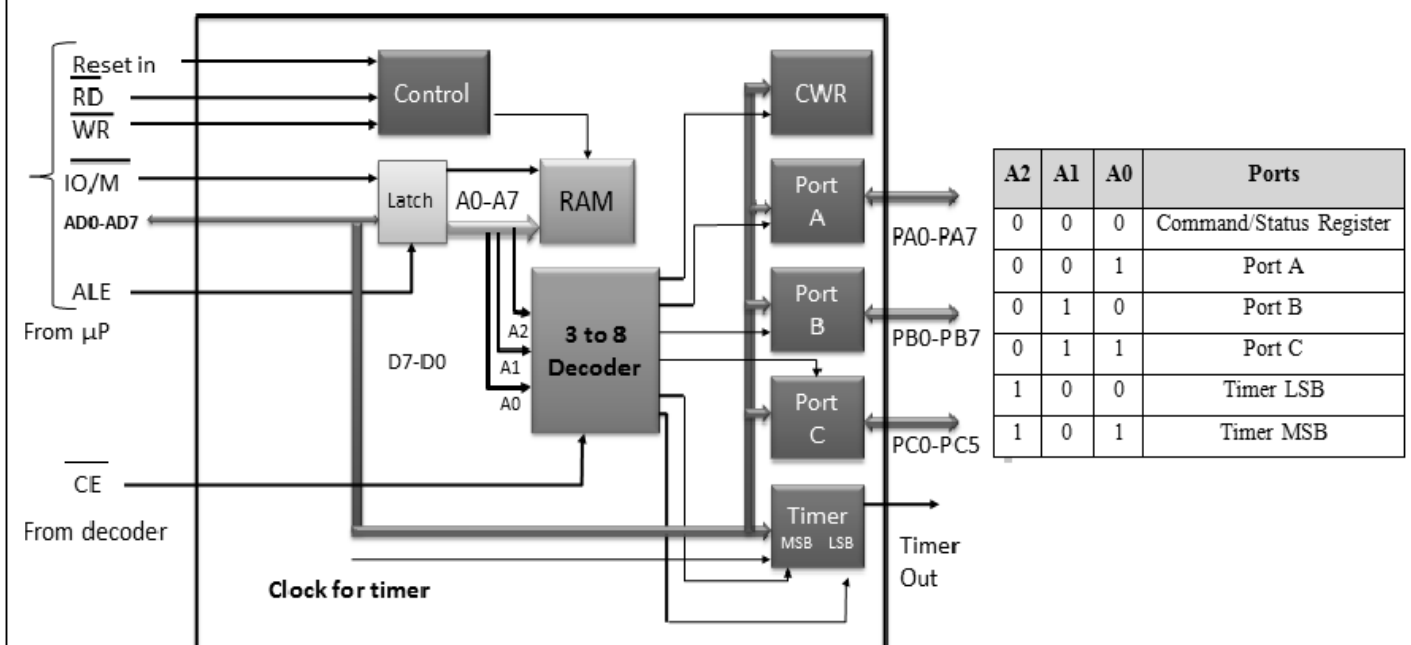 Reset in
RD
WR
IO/M
AD0-AD7
ALE
From µP
CE
From decoder
Control
Latch
A0-A7
RAM
D7-D0
A2
A1
A0
3 to 8
Decoder
Clock for timer
CWR
Port
A
Port
B
Port
C
Timer
MSB LSB
PA0-PA7
PB0-PB7
PC0-PC5
Timer
Out
A2 A1 A0 Ports
0 0 0 Command/Status Register
0 0 1 Port A
0 1 0 Port B
0 1 1 Port C
1 0 0 Timer LSB
1 0 1 Timer MSB